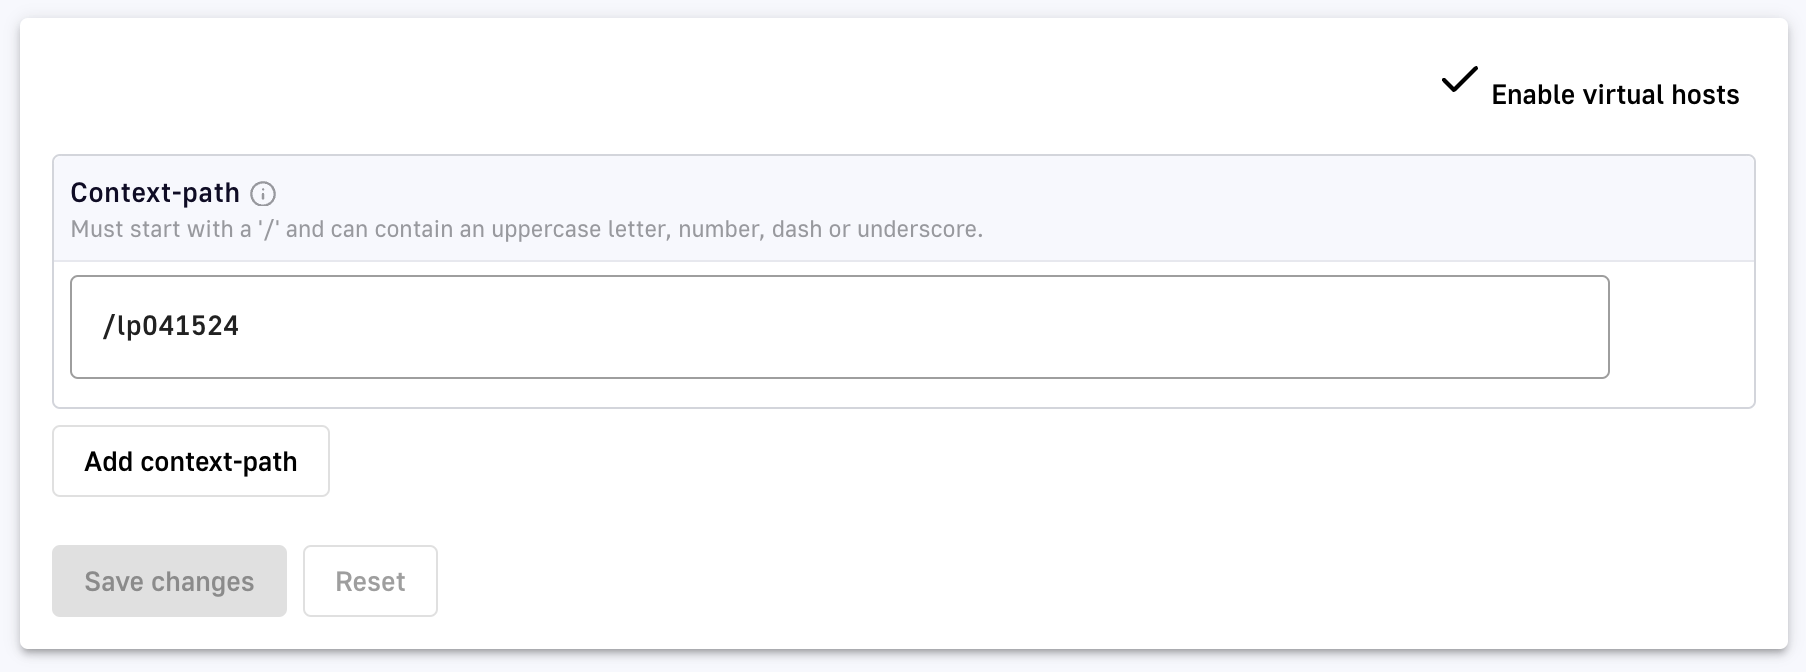 Enable virtual hosts
Context-path
Must start with a '/' and can contain an uppercase letter, number, dash or underscore.
/lp041524
Add context-path
Save changes
Reset